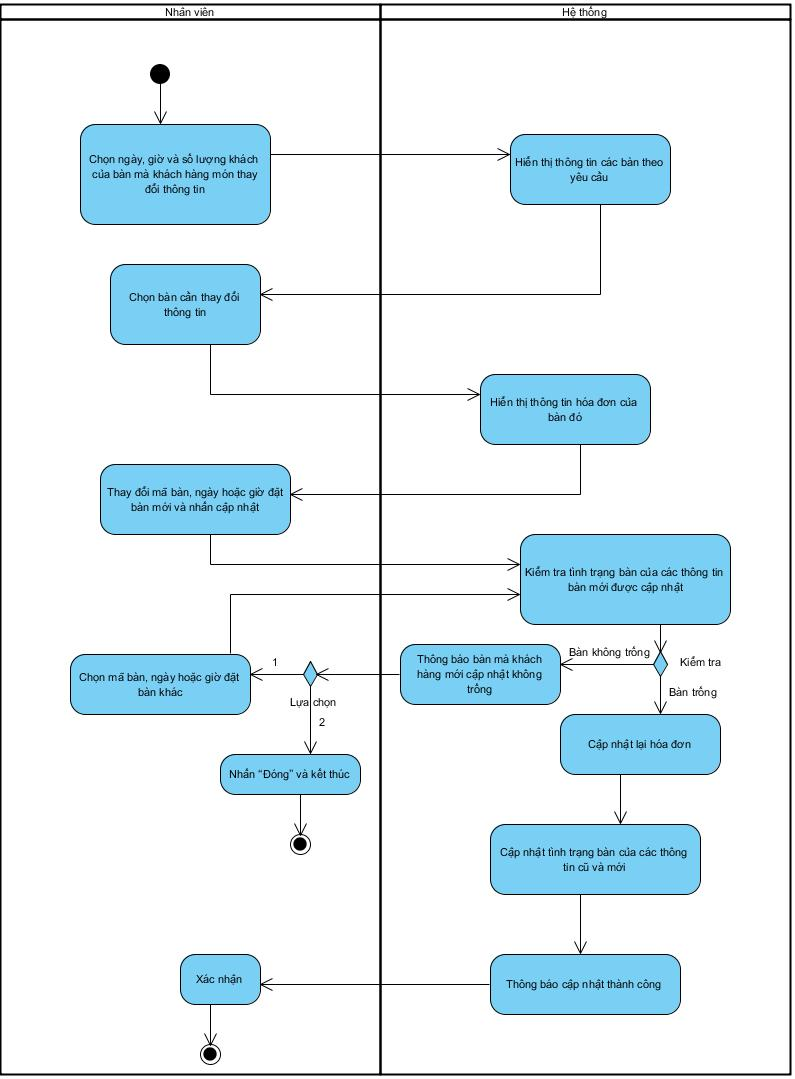 Nhân viên
Hệ thống
Chọn ngày, giờ và số lượng khách
của bàn mà khách hàng món thay
đổi thông tin
Hiển thị thông tin các bàn theo
yêu cầu
Chọn bàn cần thay đổi
thông tin
Hiển thị thông tin hóa đơn của
bàn đó
Thay đổi mã bàn, ngày hoặc giờ đặt
bàn mới và nhấn cập nhật
Kiểm tra tình trạng bàn của các thông tin
bàn mới được cập nhật
Bàn không trống
Kiểm tra
Thông báo bàn mà khách
hàng mới cập nhật không
trống
1
Chọn mã bàn, ngày hoặc giờ đặt
bàn khác
Lựa chọn
2
Bàn trống
Cập nhật lại hóa đơn
Nhấn “Đóng” và kết thúc
Cập nhật tình trạng bàn của các thông
tin cũ và mới
Xác nhận
Thông báo cập nhật thành công